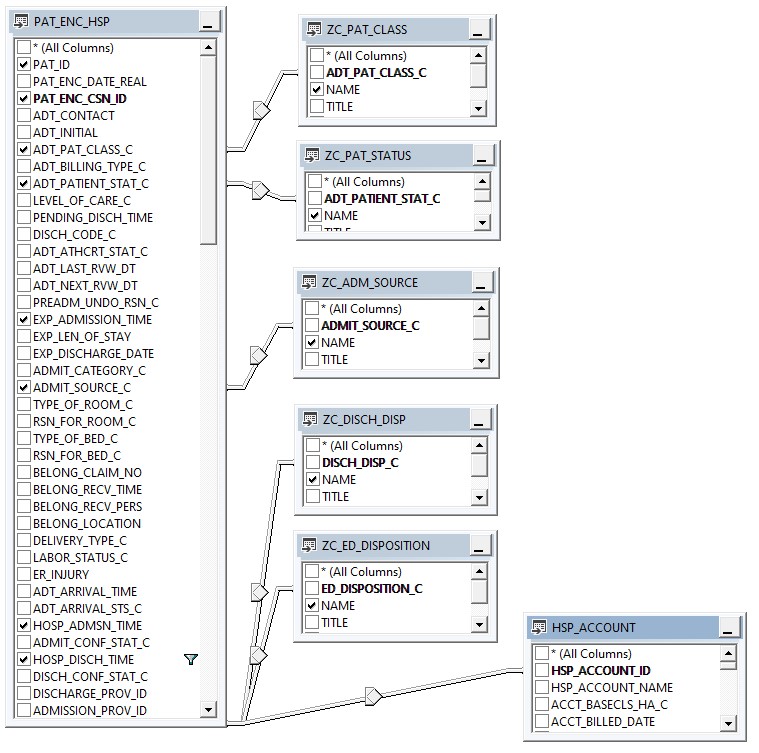 PAT_ENC_HSP
* (All Columns)
PAT_ID
PAT_ENC_DATE_REAL
PAT_ENC_CSN_ID
ADT_CONTACT
ADT_INITIAL
ADT_PAT_CLASS_C
ADT_BILLING_TYPE_C
ADT_PATIENT_STAT_C
LEVEL_OF_CARE_C
PENDING_DISCH_TIME
DISCH_CODE_C
ADT_ATHCRT_STAT_C
ADT_LAST_RVW_DT
ADT_NEXT_RVW_DT
PREADM_UNDO_RSN_C
EXP_ADMISSION_TIME
EXP_LEN_OF_STAY
EXP_DISCHARGE_DATE
ADMIT_CATEGORY_C
ADMIT_SOURCE_C
TYPE_OF_ROOM_C
RSN_FOR_ROOM_C
TYPE_OF_BED_C
RSN_FOR_BED_C
BELONG_CLAIM_NO
BELONG_RECV_TIME
BELONG_RECV_PERS
BELONG_LOCATION
DELIVERY_TYPE_C
LABOR_STATUS_C
ER_INJURY
ADT_ARRIVAL_TIME
ADT_ARRIVAL_STS_C
HOSP_ADMSN_TIME
ADMIT_CONF_STAT_C
HOSP_DISCH_TIME
DISCH_CONF_STAT_C
DISCHARGE_PROV_ID
ADMISSION_PROV_ID
ZC_PAT_CLASS
* (All Columns)
ADT_PAT_CLASS_C
NAME
TITLE
ZC_PAT_STATUS
* (All Columns)
ADT_PATIENT_STAT_C
NAME
TITLE
ZC_ADM_SOURCE
* (All Columns)
ADMIT_SOURCE_C
NAME
TITLE
ZC_DISCH_DISP
* (All Columns)
DISCH_DISP_C
NAME
TITLE
ZC_ED_DISPOSITION
* (All Columns)
ED_DISPOSITION_C
NAME
TITLE
HSP_ACCOUNT
* (All Columns)
HSP_ACCOUNT_ID
HSP_ACCOUNT_NAME
ACCT_BASECLS_HA_C
ACCT_BILLED_DATE